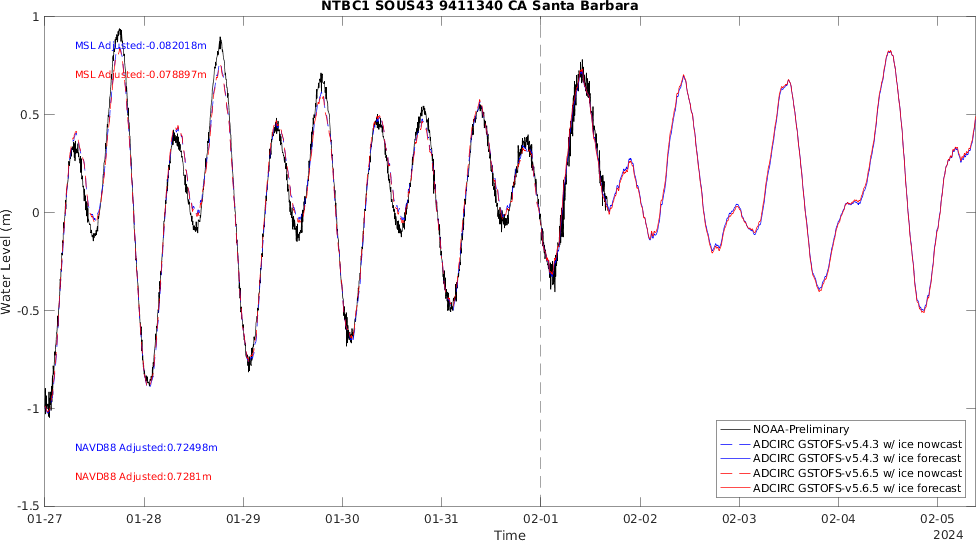 NTBC1 SOUS43 9411340 CA Santa Barbara
1
MSL Adjusted:-0.082018m
MSL Adjusted:-0.078897m
0.5
0
Water Level (m)
-0.5
-1
NOAA-Preliminary
ADCIRC GSTOFS-v5.4.3 w/ ice nowcast
ADCIRC GSTOFS-v5.4.3 w/ ice forecast
ADCIRC GSTOFS-v5.6.5 w/ ice nowcast
ADCIRC GSTOFS-v5.6.5 w/ ice forecast
NAVD88 Adjusted:0.72498m
NAVD88 Adjusted:0.7281m
-1.5
01-27 01-28 01-29 01-30 01-31 02-01 02-02 02-03 02-04 02-05
Time
2024